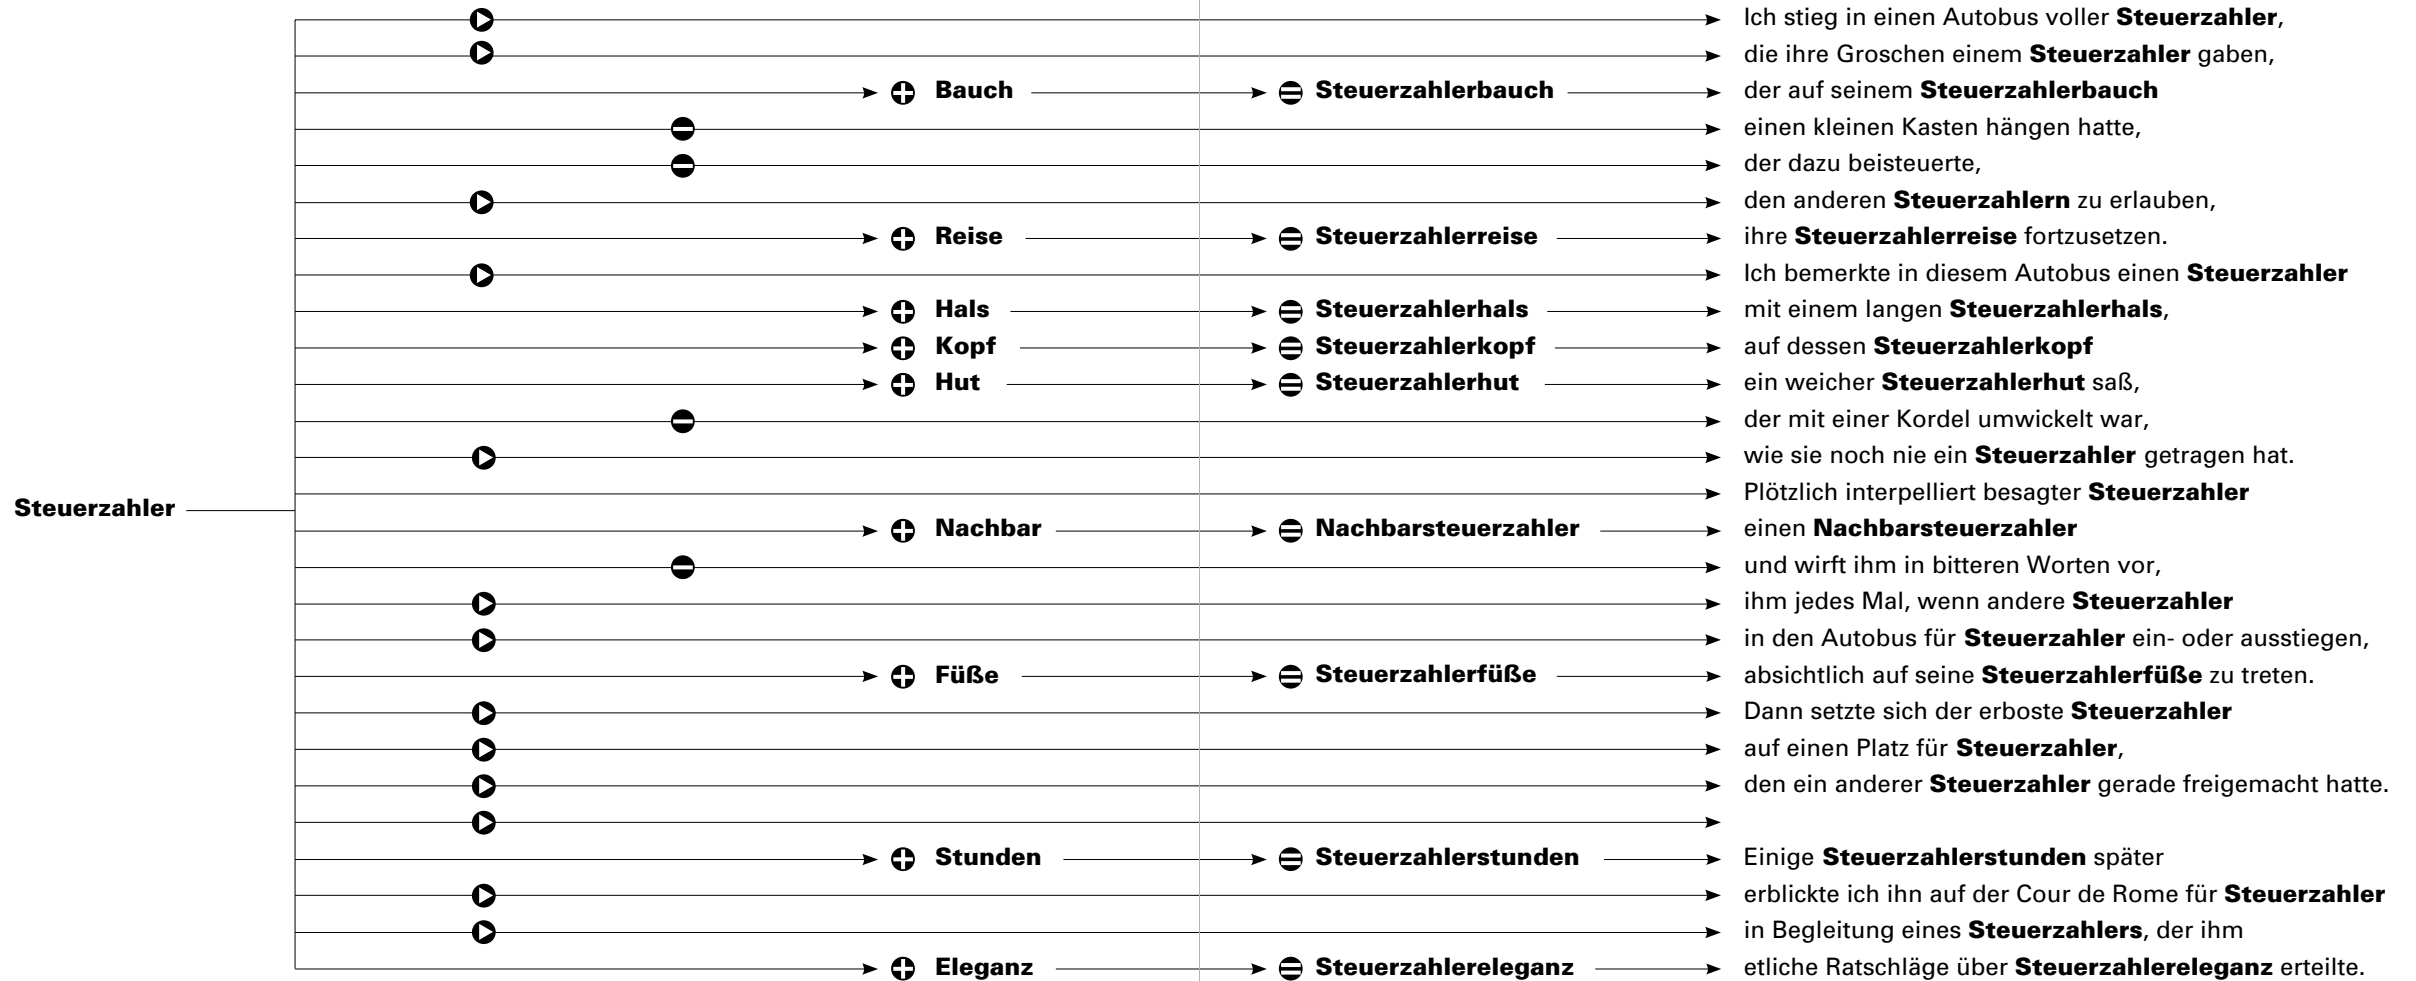 Ich stieg in einen Autobus voller Steuerzahler,
die ihre Groschen einem Steuerzahler gaben,
Bauch Steuerzahlerbauch der auf seinem Steuerzahlerbauch
einen kleinen Kasten hängen hatte,
der dazu beisteuerte,
den anderen Steuerzahlern zu erlauben,
Reise Steuerzahlerreise ihre Steuerzahlerreise fortzusetzen.
Ich bemerkte in diesem Autobus einen Steuerzahler
Hals Steuerzahlerhals mit einem langen Steuerzahlerhals,
Kopf Steuerzahlerkopf auf dessen Steuerzahlerkopf
Hut Steuerzahlerhut ein weicher Steuerzahlerhut saß,
der mit einer Kordel umwickelt war,
wie sie noch nie ein Steuerzahler getragen hat.
Plötzlich interpelliert besagter Steuerzahler
Steuerzahler
Nachbar Nachbarsteuerzahler einen Nachbarsteuerzahler
und wirft ihm in bitteren Worten vor,
ihm jedes Mal, wenn andere Steuerzahler
in den Autobus für Steuerzahler ein- oder ausstiegen,
Füße Steuerzahlerfüße absichtlich auf seine Steuerzahlerfüße zu treten.
Dann setzte sich der erboste Steuerzahler
auf einen Platz für Steuerzahler,
den ein anderer Steuerzahler gerade freigemacht hatte.
Stunden Steuerzahlerstunden Einige Steuerzahlerstunden später
erblickte ich ihn auf der Cour de Rome für Steuerzahler
in Begleitung eines Steuerzahlers, der ihm
Eleganz Steuerzahlereleganz etliche Ratschläge über Steuerzahlereleganz erteilte.